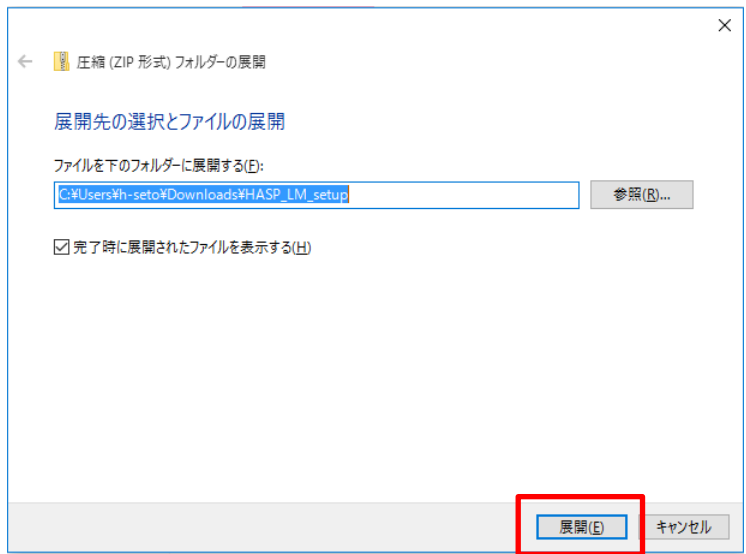 圧縮 (ZIP 形式) フォルダーの展開
展開先の選択とファイルの展開
ファイルを下のフォルダーに展開する(F):
C:¥Users¥h-seto¥Downloads¥HASP_LM_setup
参照(R)...
完了時に展開されたファイルを表示する(H)
展開(E)
キャンセル